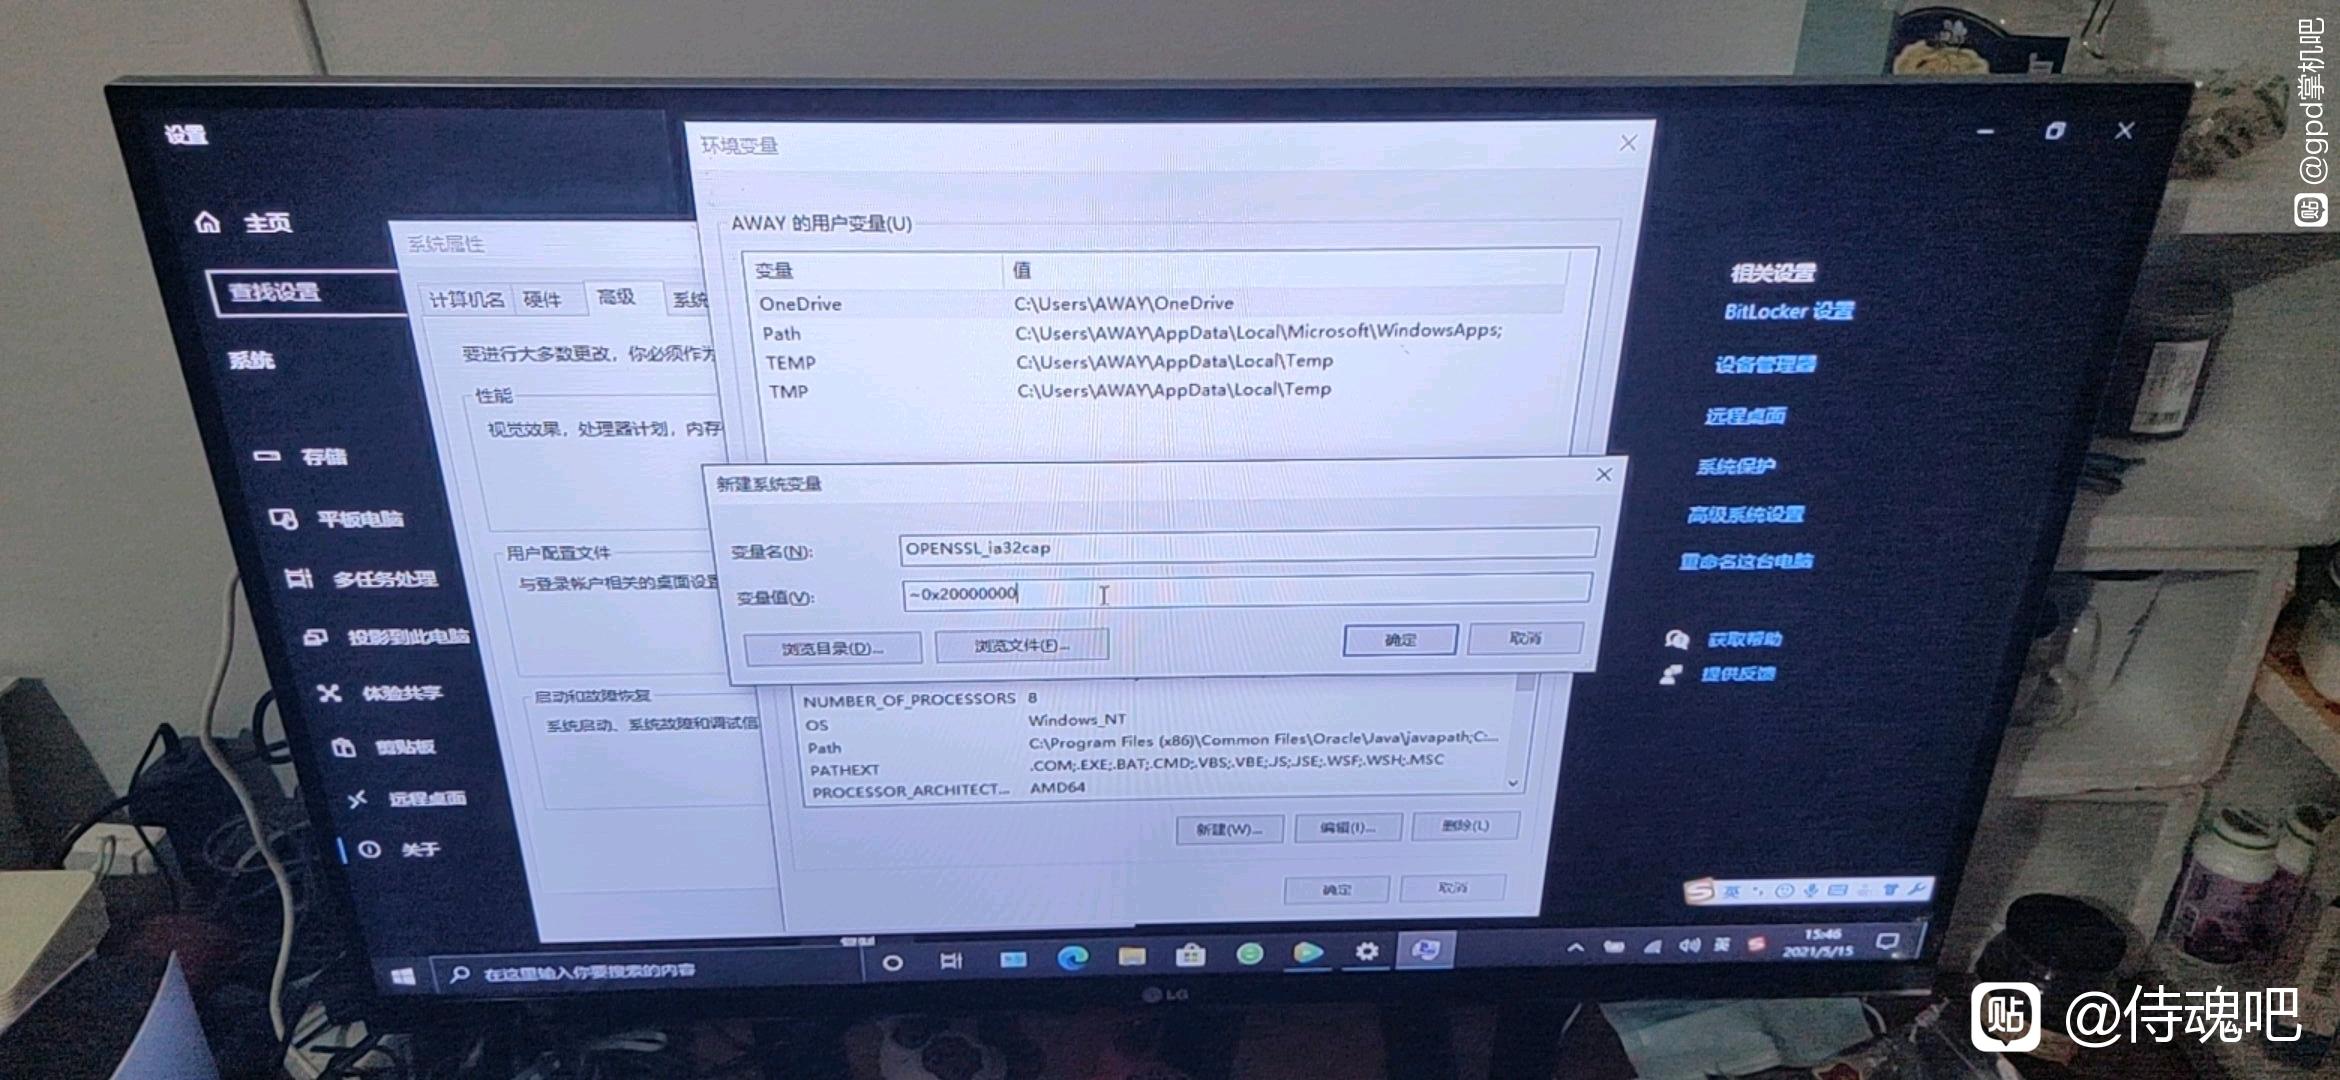 设置
主页
查找设置
系统
存储
平板电脑
多任务处理
投影到此电脑
体验共享
剪贴板
远程桌面
关于
系统属性
计算机名 硬件 高级 系统
要进行大多数更改，你必须作为
性能
视觉效果，处理器计划，内存
用户配置文件
与登录帐户相关的桌面设置
启动和故障恢复
系统启动、系统故障和调试信
环境变量
AWAY 的用户变量(U)
变量 值
OneDrive C:\Users\AWAY\OneDrive
Path C:\Users\AWAY\AppData\Local\Microsoft\WindowsApps;
TEMP C:\Users\AWAY\AppData\Local\Temp
TMP C:\Users\AWAY\AppData\Local\Temp
新建系统变量
变量名(N): OPENSSL_ia32cap
变量值(V): ~0x20000000
浏览目录(D)... 浏览文件(F)... 确定 取消
NUMBER_OF_PROCESSORS 8
OS Windows_NT
Path C:\Program Files (x86)\Common Files\Oracle\Java\javapath;C:...
PATHEXT .COM;.EXE;.BAT;.CMD;.VBS;.VBE;.JS;.JSE;.WSF;.WSH;.MSC
PROCESSOR_ARCHITECT... AMD64
新建(W)... 编辑(I)... 删除(L)
确定 取消
相关设置
BitLocker 设置
设备管理器
远程桌面
系统保护
高级系统设置
重命名这台电脑
获取帮助
提供反馈
英
在这里输入你要搜索的内容
英
15:46
2021/5/15
LG
贴 @gpd掌机吧
贴 @侍魂吧